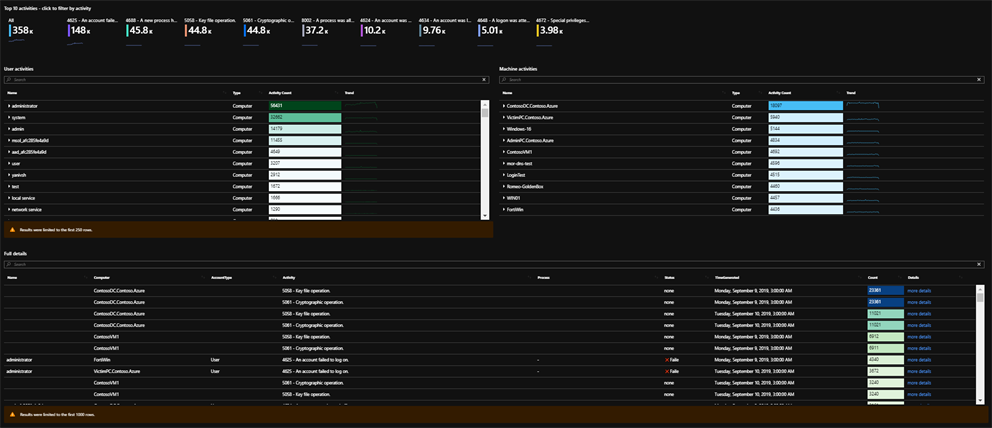 Top 10 activities - click to filter by activity
All 4625 - An account faile... 4688 - A new process h... 5058 - Key file operation. 5061 - Cryptographic o... 8002 - A process was all... 4624 - An account was ... 4634 - An account was l... 4648 - A logon was attem... 4672 - Special privileges...
358 K 148 K 45.8 K 44.8 K 44.8 K 37.2 K 10.2 K 9.76 K 5.01 K 3.98 K
User activities Machine activities
Search Search
Name Type Activity Count Trend Name Type Activity Count Trend
administrator Computer 58431 ContosoDC.Contoso.Azure Computer
system Computer VictimPC.Contoso.Azure Computer 5940
admin Computer 14179 Windows-16 Computer 5144
Computer AdminPC.Contoso.Azure Computer
Computer 4649 ContosoVM1 Computer 4692
user Computer 3207 mor-dns-test Computer
Computer 2912 LoginTest Computer 4515
test Computer 1672 Romeo-GoldenBox Computer 4460
local service Computer 1666 WIN01 Computer 4457
network service Computer 1290 FortiWin Computer 4436
Results were limited to the first 250 rows.
Full details
Search
Name Computer AccountType Activity Process Status TimeGenerated Count Details
ContosoDC.Contoso.Azure 5058 - Key file operation. none Monday, September 9, 2019, 3:00:00 AM 23381 more details
ContosoDC.Contoso.Azure 5061 - Cryptographic operation. none Monday, September 9, 2019, 3:00:00 AM 23381 more details
ContosoDC.Contoso.Azure 5058 - Key file operation. none Tuesday, September 10, 2019, 3:00:00 AM 11021 more details
ContosoDC.Contoso.Azure 5061 - Cryptographic operation. none Tuesday, September 10, 2019, 3:00:00 AM 11021 more details
ContosoVM1 5058 - Key file operation. none Monday, September 9, 2019, 3:00:00 AM 6912 more details
ContosoVM1 5061 - Cryptographic operation. none Monday, September 9, 2019, 3:00:00 AM 6911 more details
administrator FortiWin User 4625 - An account failed to log on. - Faile Monday, September 9, 2019, 3:00:00 AM 4040 more details
administrator VictimPC.Contoso.Azure User 4625 - An account failed to log on. - Faile Tuesday, September 10, 2019, 3:00:00 AM 3672 more details
ContosoVM1 5061 - Cryptographic operation. none Tuesday, September 10, 2019, 3:00:00 AM 3240 more details
ContosoVM1 5058 - Key file operation. none Tuesday, September 10, 2019, 3:00:00 AM 3240 more details
Results were limited to the first 1000 rows.